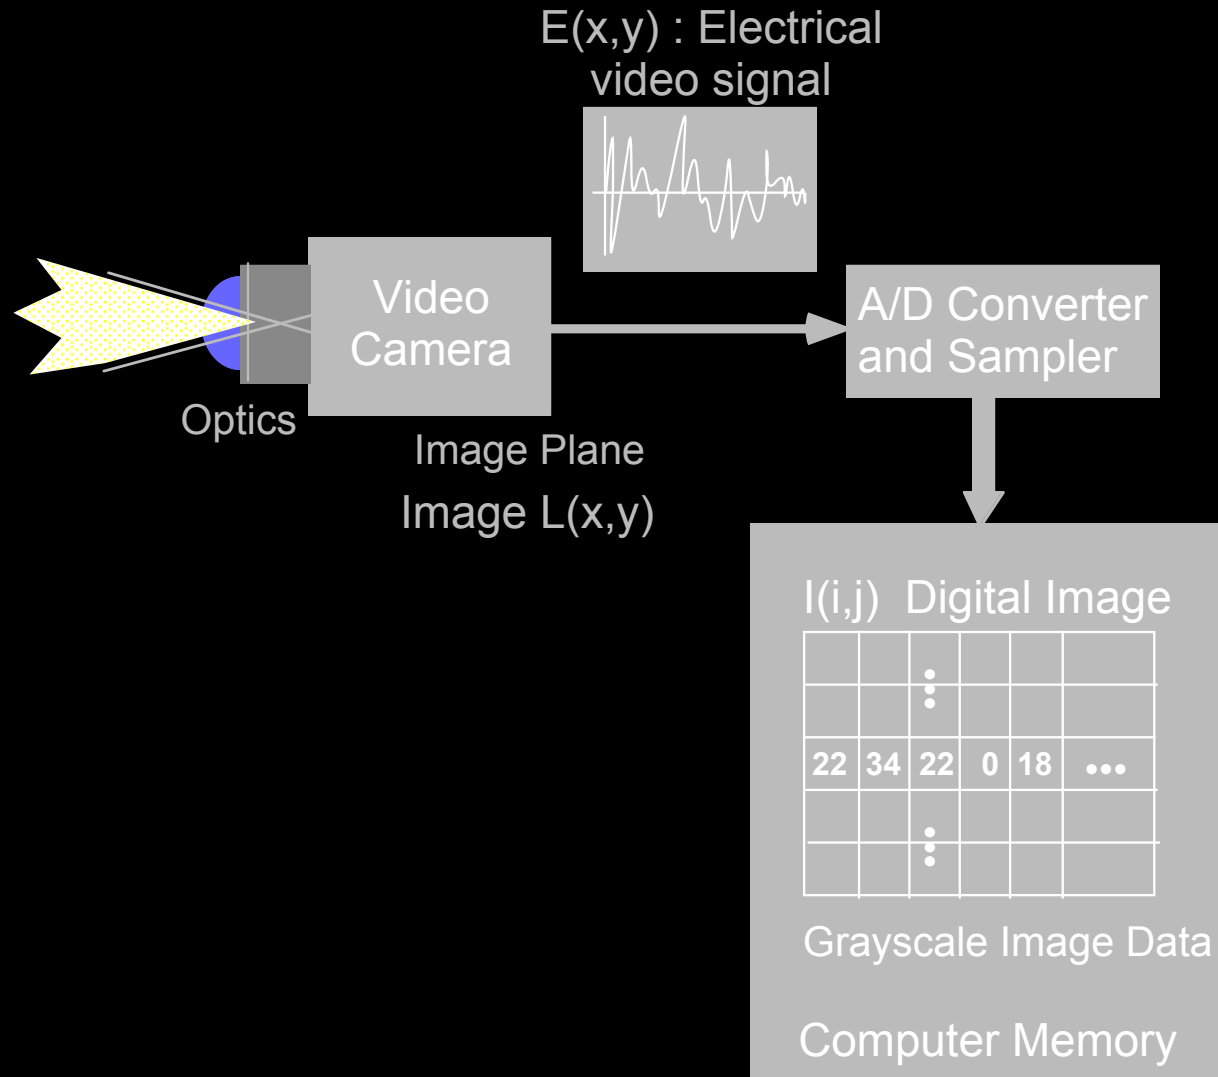 E(x,y) : Electrical
video signal
Video
Camera
A/D Converter
and Sampler
Optics
Image Plane
Image L(x,y)
I(i,j) Digital Image
22 34 22 0 18 •••
Grayscale Image Data
Computer Memory